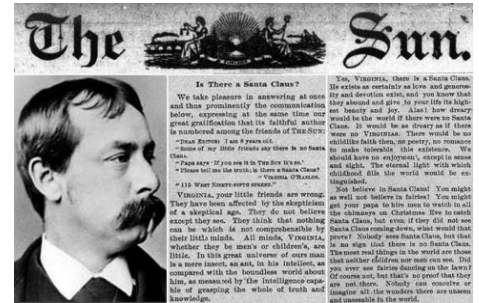 The Sun.
Is There a Santa Claus?
We take pleasure in answering at once
and thus prominently the communication
below, expressing at the same time our
great gratification that its faithful author
is numbered among the friends of THE SUN:
"DEAR EDITOR: I am 8 years old.
"Some of my little friends say there is no Santa
Claus.
"Papa says 'If you see it in THE SUN it's so.'
"Please tell me the truth; is there a Santa Claus?
"VIRGINIA O'HANLON.
"115 WEST NINETY-FIFTH STREET."
VIRGINIA, your little friends are wrong.
They have been affected by the skepticism
of a skeptical age. They do not believe
except they see. They think that nothing
can be which is not comprehensible by
their little minds. All minds, VIRGINIA,
whether they be men's or children's, are
little. In this great universe of ours man
is a mere insect, an ant, in his intellect, as
compared with the boundless world about
him, as measured by the intelligence capa-
ble of grasping the whole of truth and
knowledge.
Yes, VIRGINIA, there is a Santa Claus.
He exists as certainly as love and generos-
ity and devotion exist, and you know that
they abound and give to your life its high-
est beauty and joy. Alas! how dreary
would be the world if there were no Santa
Claus. It would be as dreary as if there
were no VIRGINIAS. There would be no
childlike faith then, no poetry, no romance
to make tolerable this existence. We
should have no enjoyment, except in sense
and sight. The eternal light with which
childhood fills the world would be ex-
tinguished.
Not believe in Santa Claus! You might
as well not believe in fairies! You might
get your papa to hire men to watch in all
the chimneys on Christmas Eve to catch
Santa Claus, but even if they did not see
Santa Claus coming down, what would that
prove? Nobody sees Santa Claus, but that
is no sign that there is no Santa Claus.
The most real things in the world are those
that neither children nor men can see. Did
you ever see fairies dancing on the lawn?
Of course not, but that's no proof that they
are not there. Nobody can conceive or
imagine all the wonders there are unseen
and unseeable in the world.